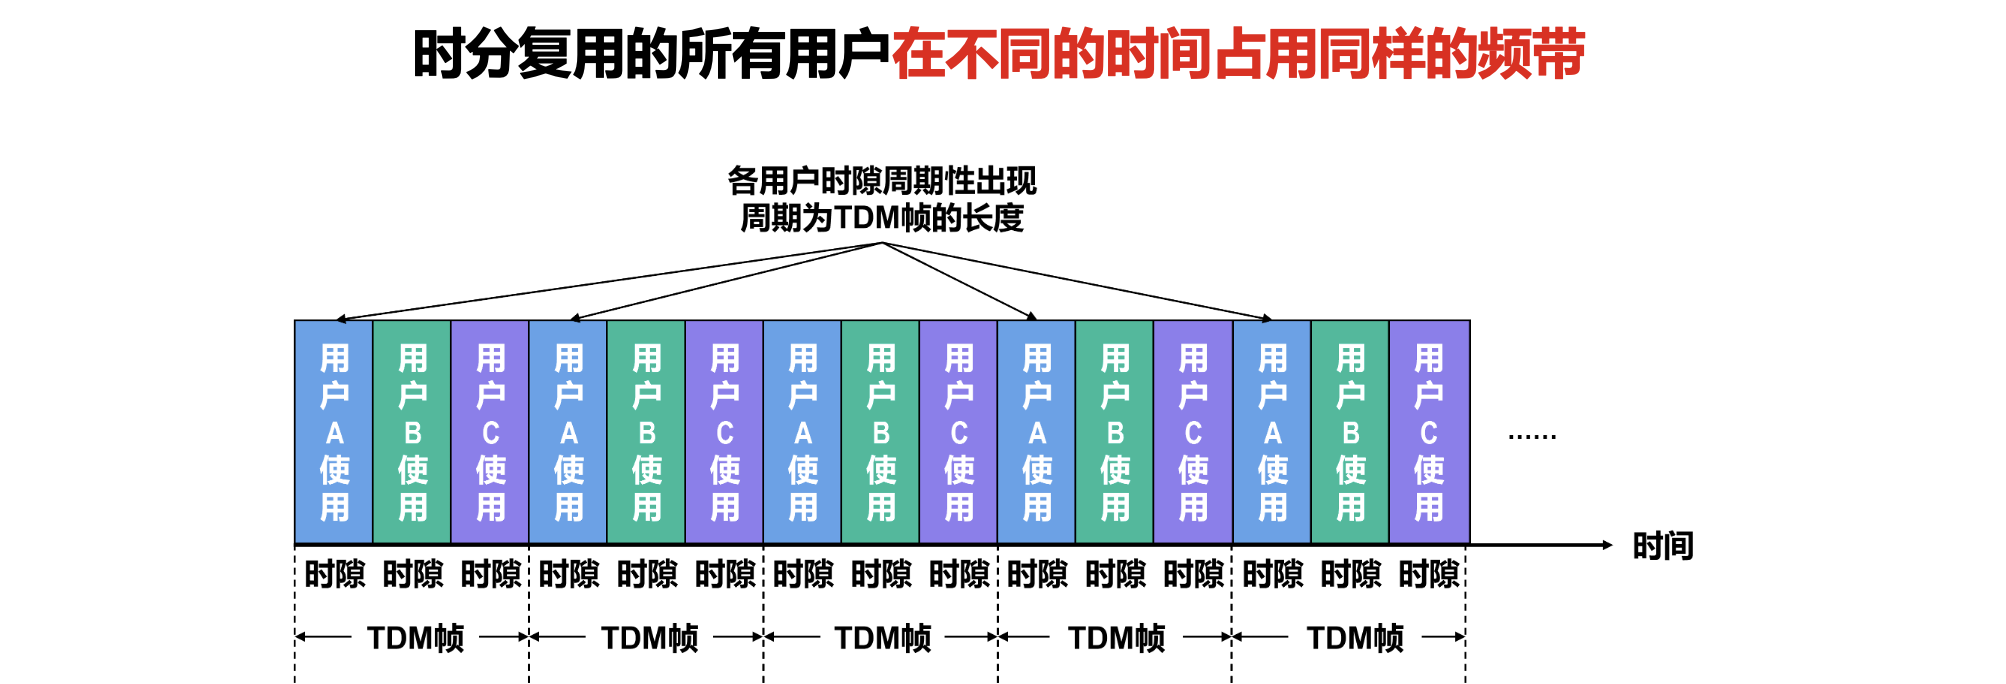 时分复用的所有用户在不同的时间占用同样的频带
各用户时隙周期性出现
周期为TDM帧的长度
用户A使用
用户B使用
用户C使用
用户A使用
用户B使用
用户C使用
用户A使用
用户B使用
用户C使用
用户A使用
用户B使用
用户C使用
用户A使用
用户B使用
用户C使用
······
时间
时隙 时隙 时隙 时隙 时隙 时隙 时隙 时隙 时隙 时隙 时隙 时隙 时隙 时隙 时隙
TDM帧 TDM帧 TDM帧 TDM帧 TDM帧